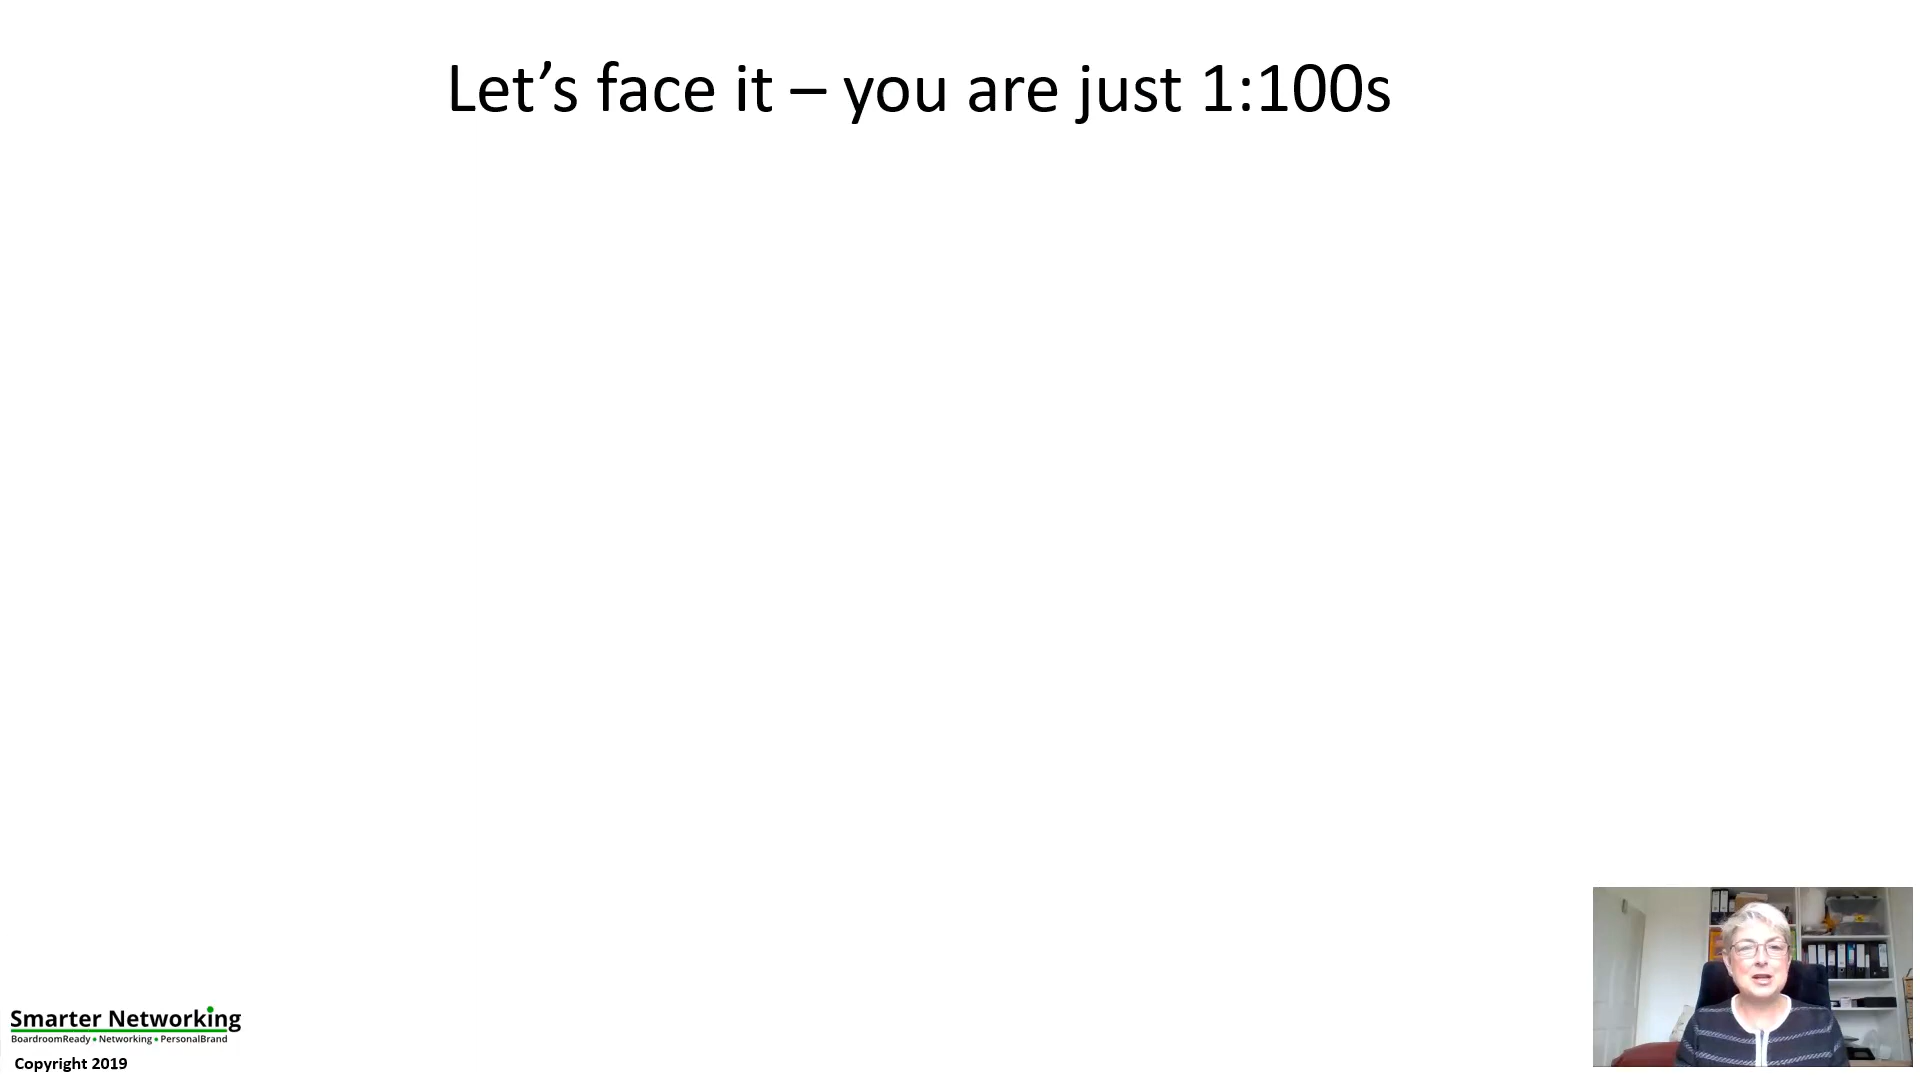 Let’s face it – you are just 1:100s
Smarter Networking
BoardroomReady • Networking • PersonalBrand
Copyright 2019